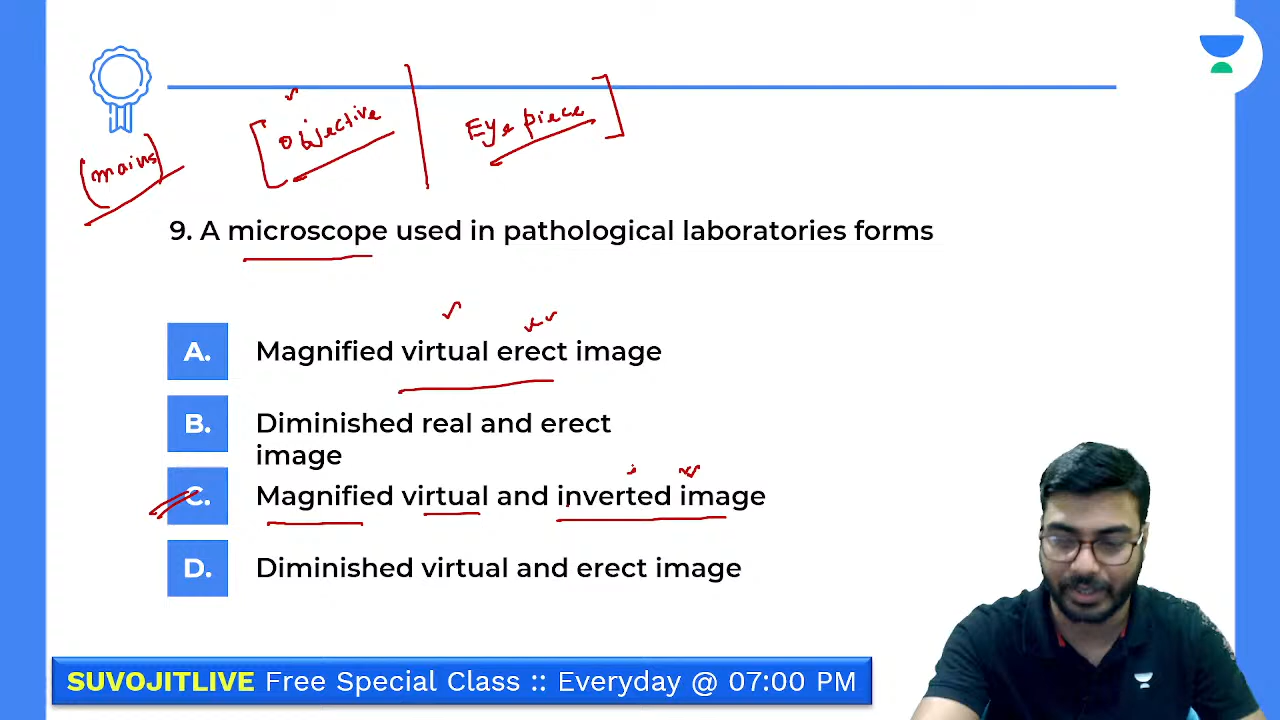 [objective | Eye piece]
(mains)
9. A microscope used in pathological laboratories forms
A. Magnified virtual erect image
B. Diminished real and erect
image
C. Magnified virtual and inverted image
D. Diminished virtual and erect image
SUVOJITLIVE Free Special Class :: Everyday @ 07:00 PM